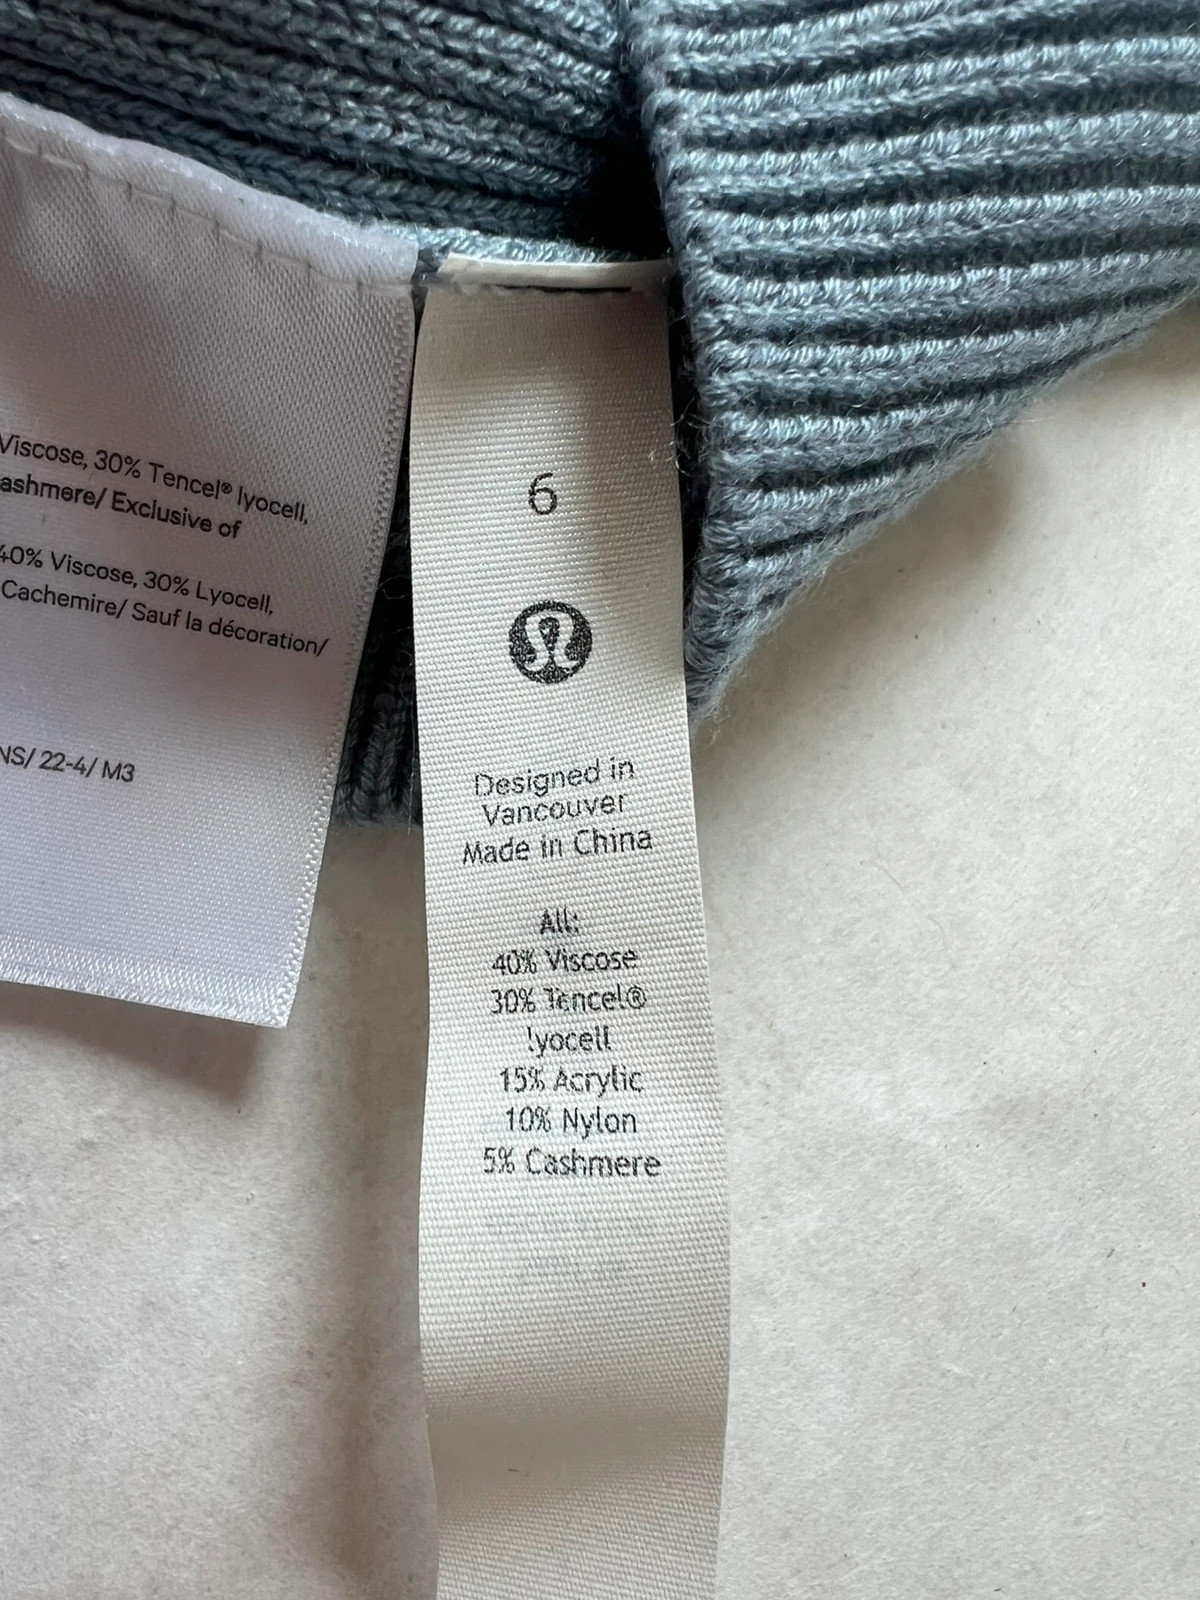 Viscose, 30% Tencel® lyocell,
ashmere/ Exclusive of
40% Viscose, 30% Lyocell,
Cachemire/ Sauf la décoration/
NS/ 22-4/ M3
6
Designed in
Vancouver
Made in China
All:
40% Viscose
30% Tencel®
lyocell
15% Acrylic
10% Nylon
5% Cashmere